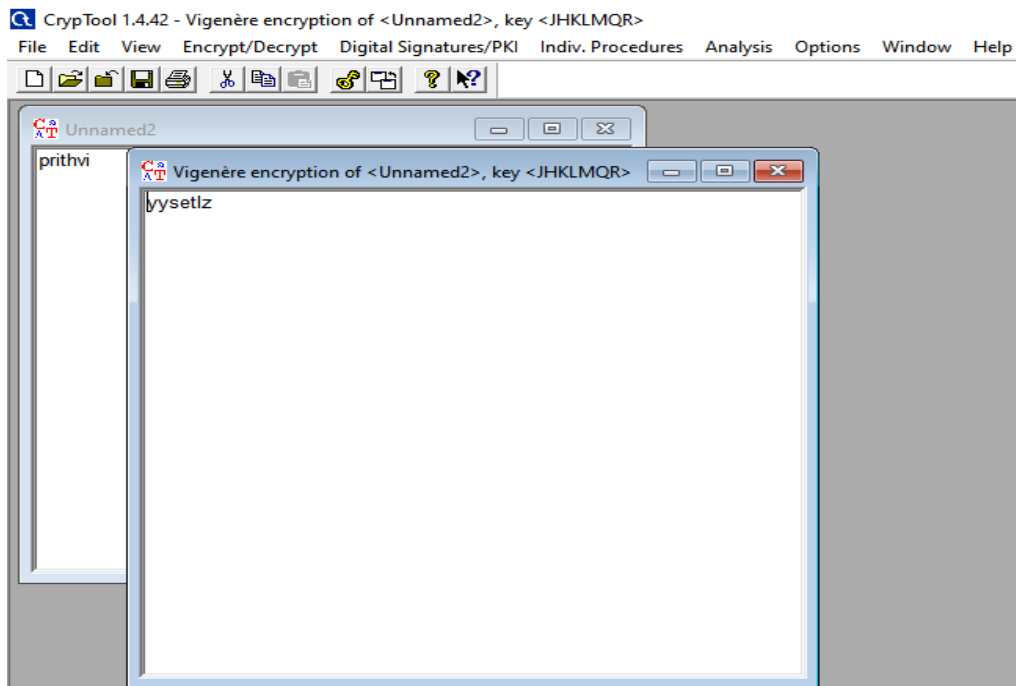 CrypTool 1.4.42 - Vigenère encryption of <Unnamed2>, key <JHKLMQR>
File Edit View Encrypt/Decrypt Digital Signatures/PKI Indiv. Procedures Analysis Options Window Help
Unnamed2
prithvi
Vigenère encryption of <Unnamed2>, key <JHKLMQR>
yysetlz